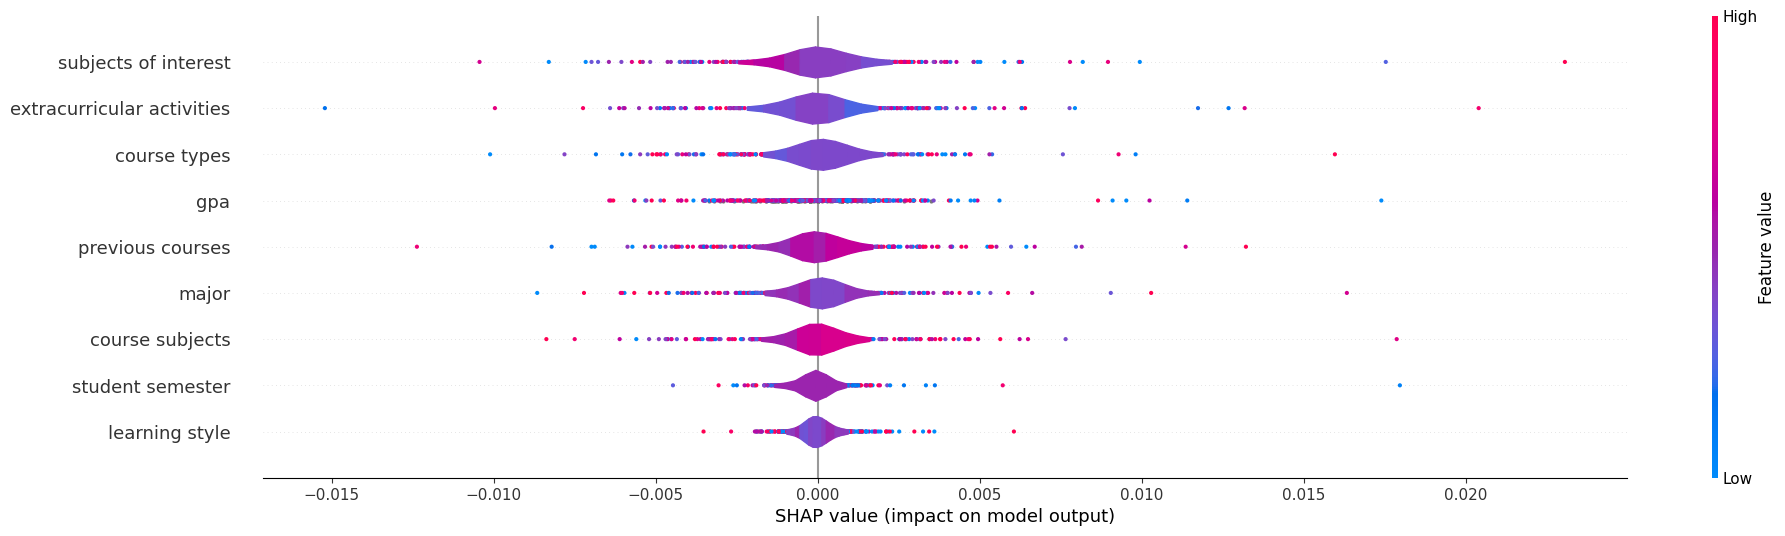 subjects of interest
extracurricular activities
course types
gpa
previous courses
major
course subjects
student semester
learning style
−0.015 −0.010 −0.005 0.000 0.005 0.010 0.015 0.020
SHAP value (impact on model output)
High
Feature value
Low